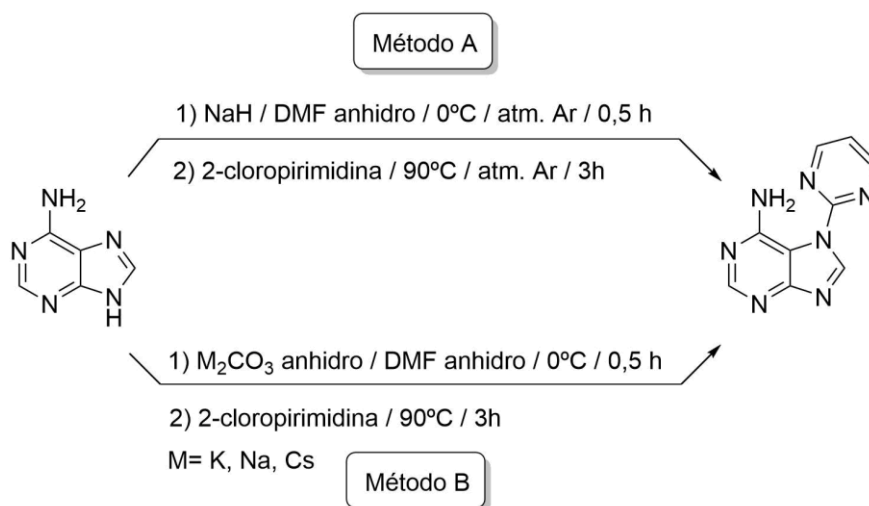 Método A
1) NaH / DMF anhidro / 0ºC / atm. Ar / 0,5 h
2) 2-cloropirimidina / 90ºC / atm. Ar / 3h
NH₂
N
N
N
N
H
N
N
NH₂
N
N
N
N
1) M₂CO₃ anhidro / DMF anhidro / 0ºC / 0,5 h
2) 2-cloropirimidina / 90ºC / 3h
M= K, Na, Cs
Método B